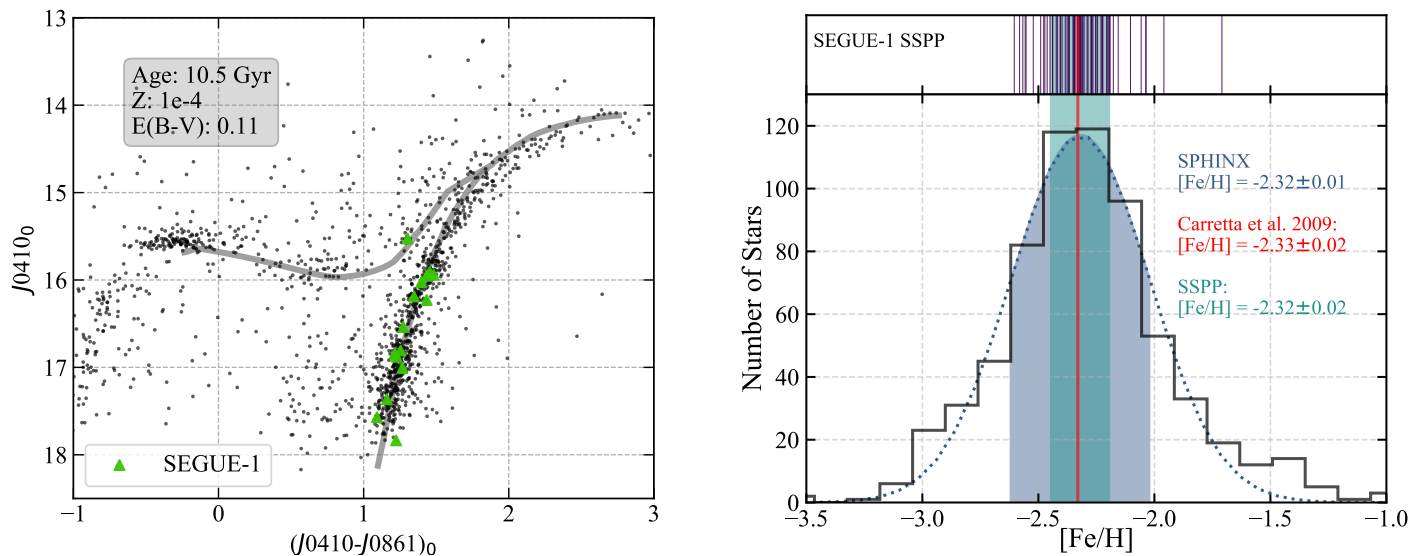 13
14
15
16
17
18
J0410₀
Age: 10.5 Gyr
Z: 1e-4
E(B-V): 0.11
SEGUE-1
−1
0
1
2
3
(J0410-J0861)₀
SEGUE-1 SSPP
120
100
80
60
40
20
0
Number of Stars
SPHINX
[Fe/H] = -2.32±0.01
Carretta et al. 2009:
[Fe/H] = -2.33±0.02
SSPP:
[Fe/H] = -2.32±0.02
−3.5
−3.0
−2.5
−2.0
−1.5
−1.0
[Fe/H]